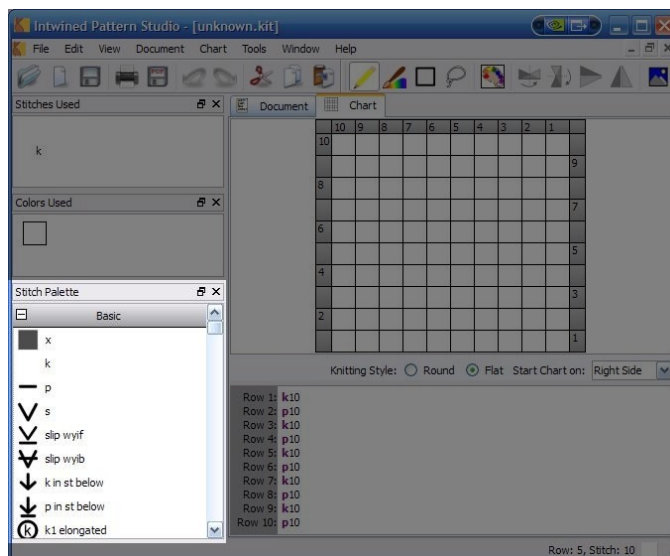 Intwined Pattern Studio - [unknown.kit]
File Edit View Document Chart Tools Window Help
Stitches Used
k
Colors Used
Stitch Palette
Basic
x
k
p
s
slip wyif
slip wyib
k in st below
p in st below
k1 elongated
Document Chart
10 9 8 7 6 5 4 3 2 1
10
9
8
7
6
5
4
3
2
1
Knitting Style: Round Flat Start Chart on: Right Side
Row 1: k10
Row 2: p10
Row 3: k10
Row 4: p10
Row 5: k10
Row 6: p10
Row 7: k10
Row 8: p10
Row 9: k10
Row 10: p10
Row: 5, Stitch: 10